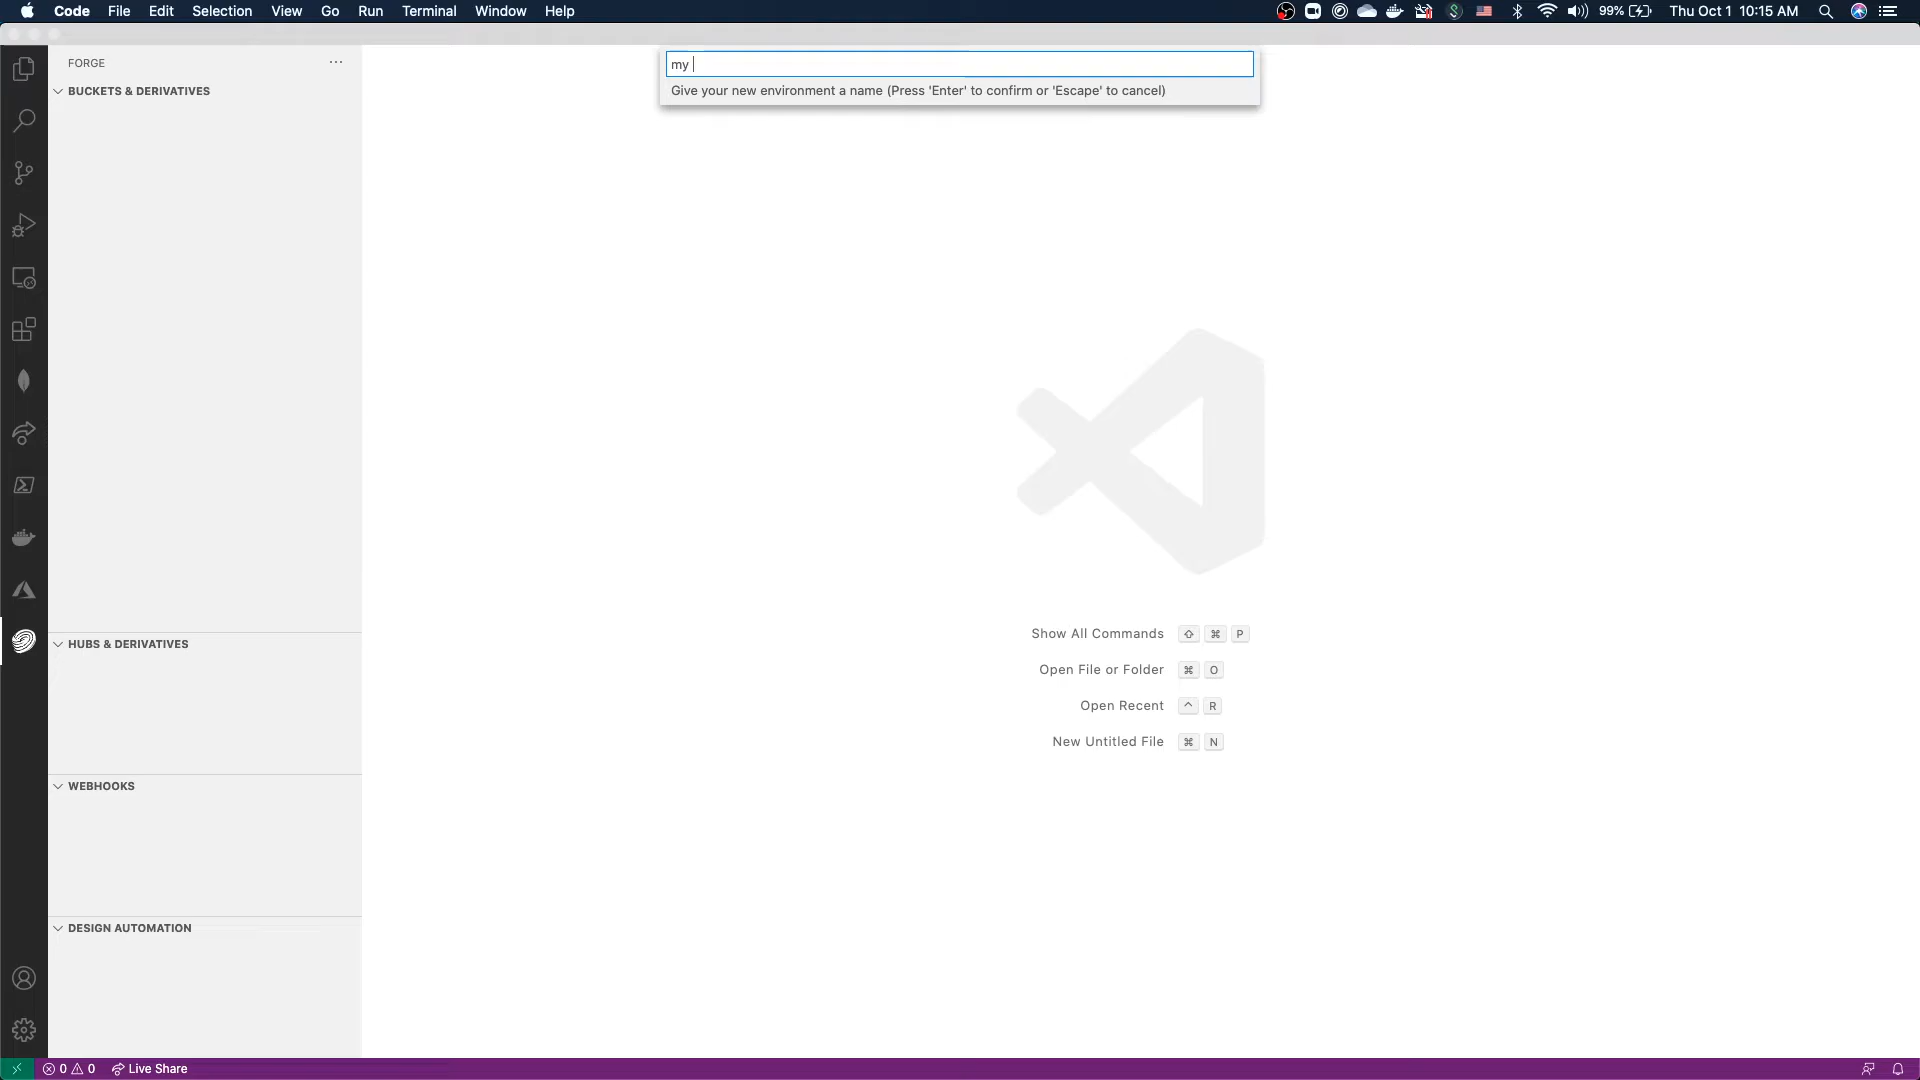 Code File Edit Selection View Go Run Terminal Window Help
99% Thu Oct 1 10:15 AM
FORGE
my
Give your new environment a name (Press 'Enter' to confirm or 'Escape' to cancel)
BUCKETS & DERIVATIVES
Show All Commands ⇧ ⌘ P
Open File or Folder ⌘ O
Open Recent ^ R
New Untitled File ⌘ N
HUBS & DERIVATIVES
WEBHOOKS
DESIGN AUTOMATION
0 0 Live Share